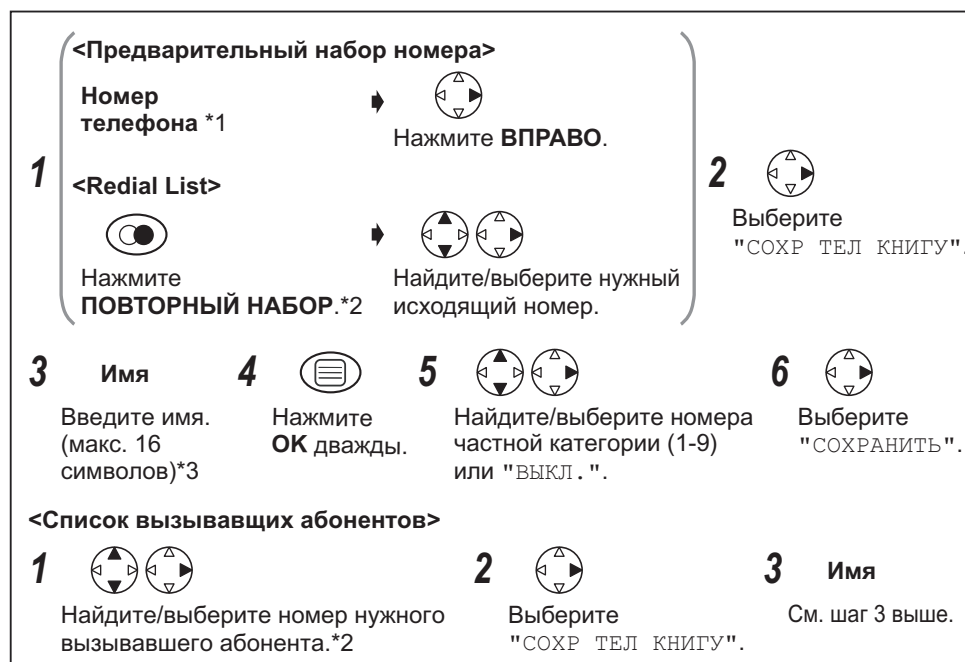 <Предварительный набор номера>
Номер
телефона *1
Нажмите ВПРАВО.
1
<Redial List>
Нажмите
ПОВТОРНЫЙ НАБОР.*2
Найдите/выберите нужный
исходящий номер.
2
Выберите
"СОХР ТЕЛ КНИГУ".
3 Имя
Введите имя.
(макс. 16
символов)*3
4
Нажмите
ОК дважды.
5
Найдите/выберите номера
частной категории (1-9)
или "ВЫКЛ.".
6
Выберите
"СОХРАНИТЬ".
<Список вызывавщих абонентов>
1
Найдите/выберите номер нужного
вызывавшего абонента.*2
2
Выберите
"СОХР ТЕЛ КНИГУ".
3 Имя
См. шаг 3 выше.